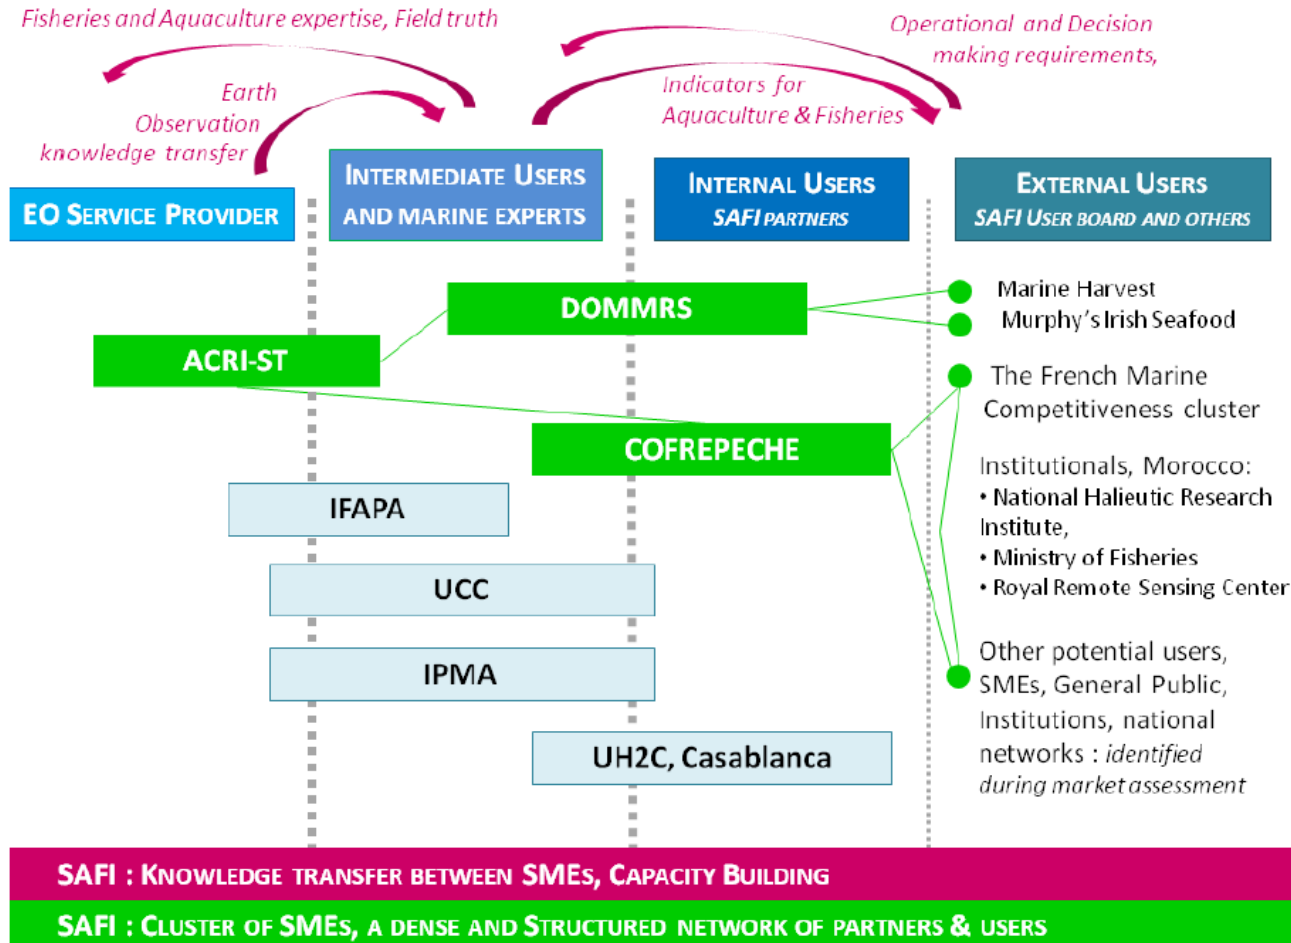 Fisheries and Aquaculture expertise, Field truth
Operational and Decision
making requirements,
Earth
Observation
knowledge transfer
Indicators for
Aquaculture & Fisheries
EO SERVICE PROVIDER
INTERMEDIATE USERS
AND MARINE EXPERTS
INTERNAL USERS
SAFI PARTNERS
EXTERNAL USERS
SAFI USER BOARD AND OTHERS
DOMMRS
ACRI-ST
COFREPECHE
IFAPA
UCC
IPMA
UH2C, Casablanca
Marine Harvest
Murphy's Irish Seafood
The French Marine
Competitiveness cluster
Institutionals, Morocco:
• National Halieutic Research
Institute,
• Ministry of Fisheries
• Royal Remote Sensing Center
Other potential users,
SMEs, General Public,
Institutions, national
networks : identified
during market assessment
SAFI : KNOWLEDGE TRANSFER BETWEEN SMES, CAPACITY BUILDING
SAFI : CLUSTER OF SMES, A DENSE AND STRUCTURED NETWORK OF PARTNERS & USERS